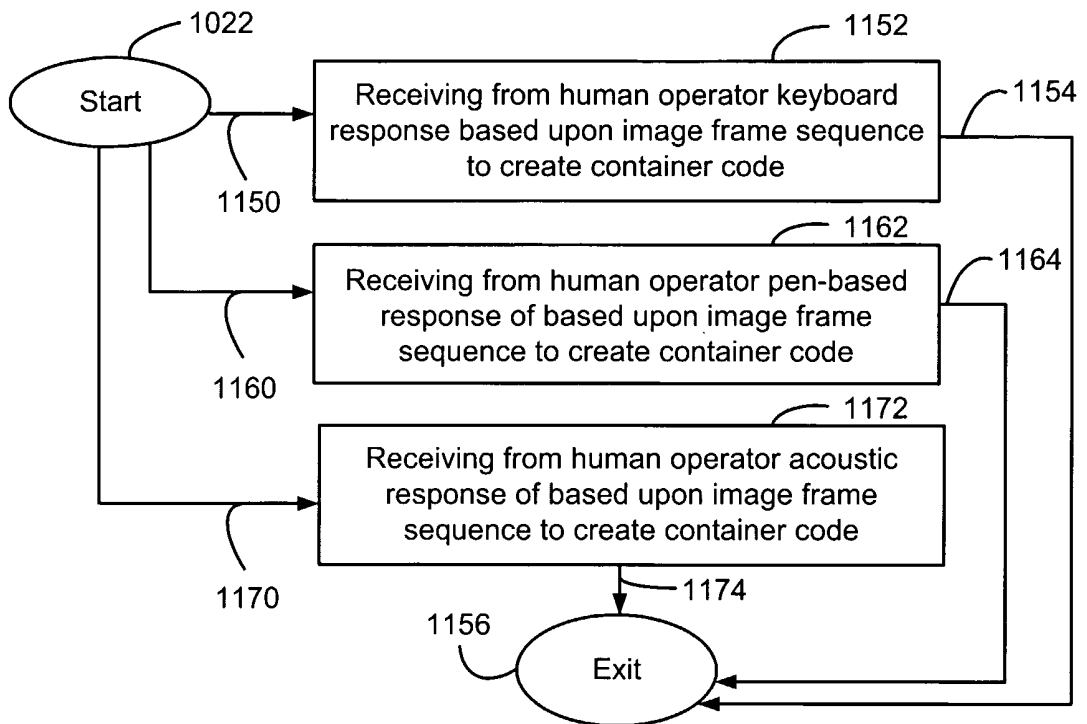 1022
Start
1150
1152
Receiving from human operator keyboard
response based upon image frame sequence
to create container code
1154
1160
1162
Receiving from human operator pen-based
response of based upon image frame
sequence to create container code
1164
1170
1172
Receiving from human operator acoustic
response of based upon image frame
sequence to create container code
1174
1156
Exit